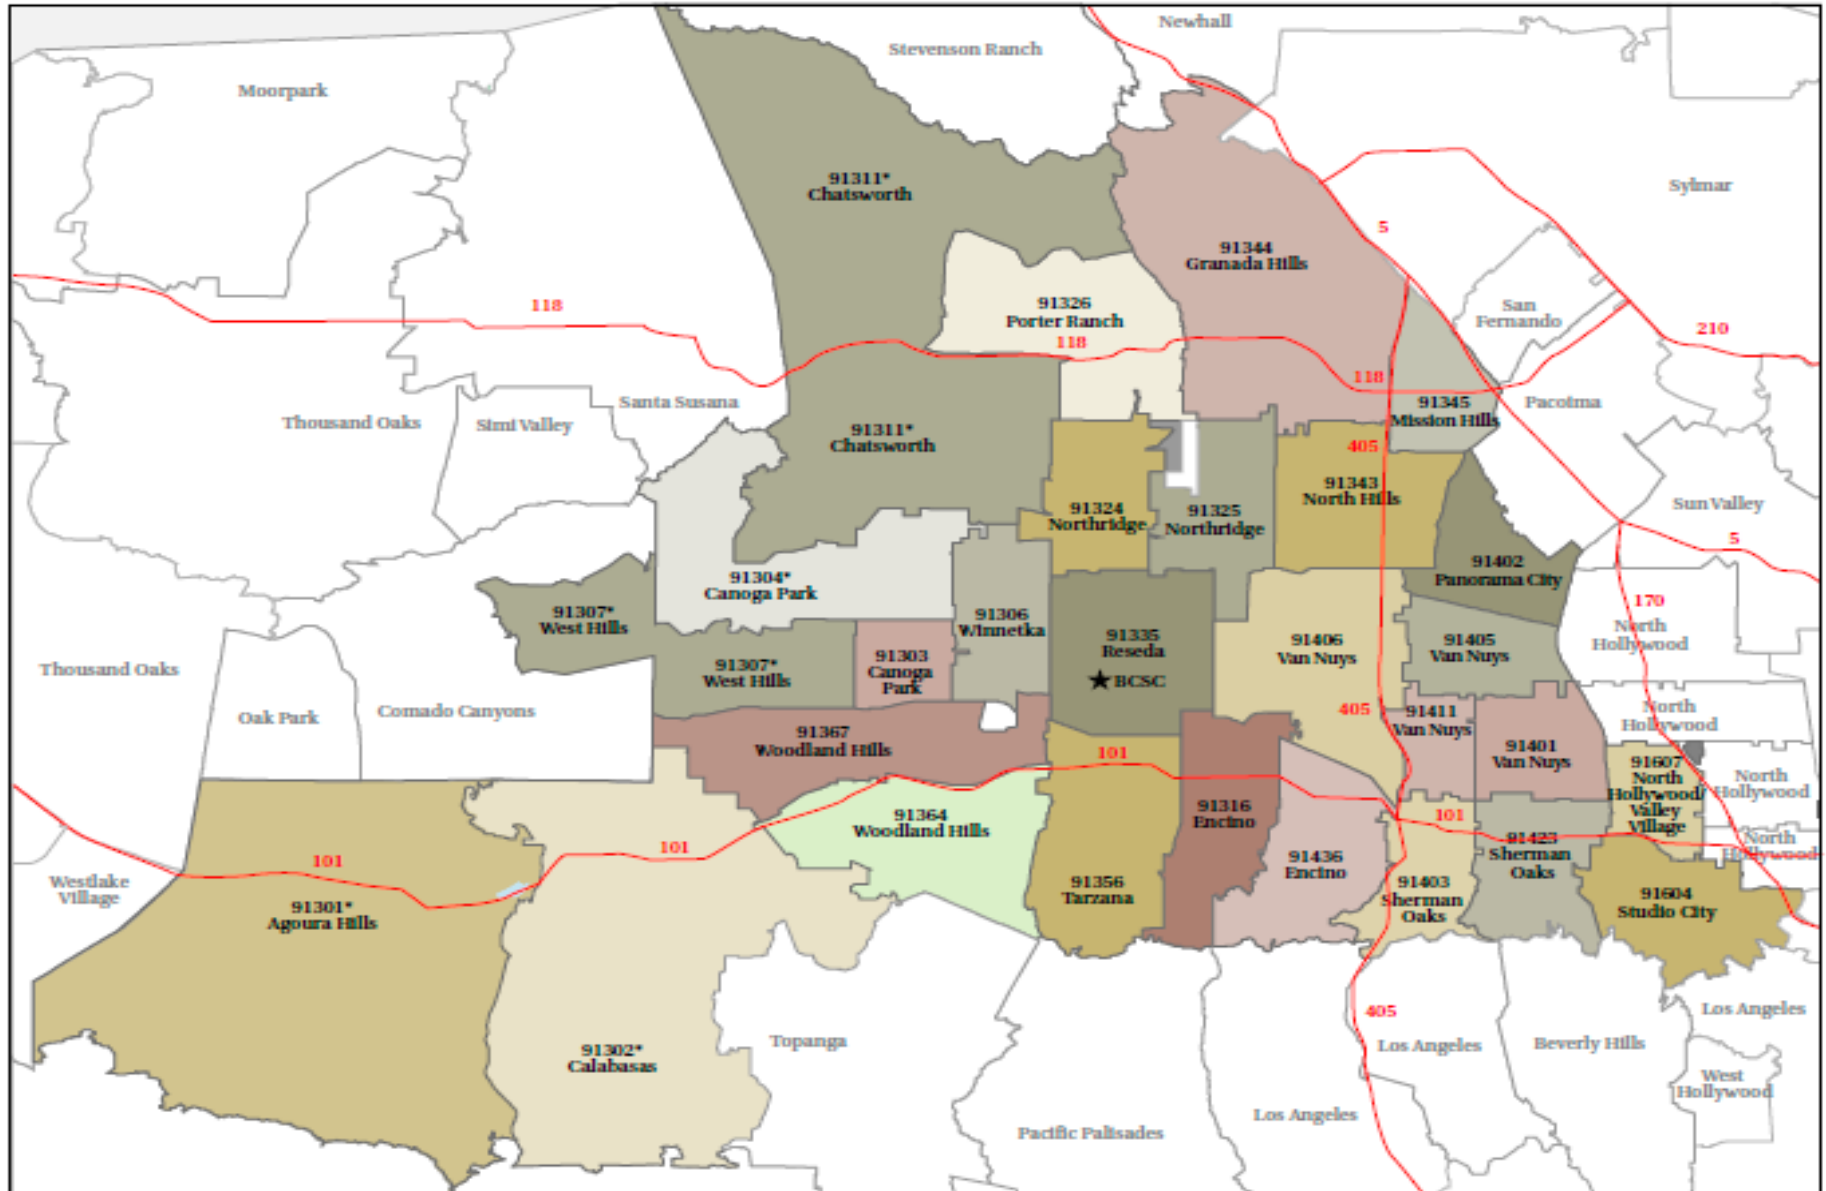 Newhall
Stevenson Ranch
Moorpark
91311*
Chatsworth
Sylmar
5
91344
Granada Hills
118
91326
Porter Ranch
118
San
Fernando
210
118
Santa Susana
Thousand Oaks
Simi Valley
91345
Mission Hills
Pacoima
91311*
Chatsworth
405
91343
North Hills
91324
Northridge
91325
Northridge
Sun Valley
5
91402
Panorama City
91304*
Canoga Park
170
91307*
West Hills
91306
Winnetka
91335
Reseda
BCSC
91406
Van Nuys
91405
Van Nuys
North
Hollywood
Thousand Oaks
91307*
West Hills
91303
Canoga
Park
Oak Park
Comado Canyons
405
91411
Van Nuys
North
Hollywood
91367
Woodland Hills
101
91401
Van Nuys
91607
North
Hollywood/
Valley
Village
North
Hollywood
91364
Woodland Hills
91316
Encino
101
91423
Sherman
Oaks
North
Hollywood
101
101
91436
Encino
Westlake
Village
91301*
Agoura Hills
91356
Tarzana
91403
Sherman
Oaks
91604
Studio City
405
Los Angeles
91302*
Calabasas
Topanga
Los Angeles
Beverly Hills
West
Hollywood
Los Angeles
Pacific Palisades